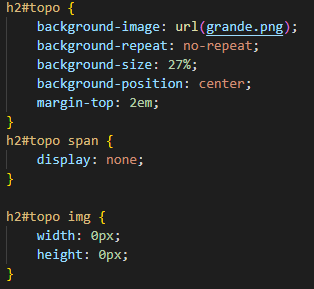 h2#topo {
    background-image: url(grande.png);
    background-repeat: no-repeat;
    background-size: 27%;
    background-position: center;
    margin-top: 2em;
}
h2#topo span {
    display: none;
}

h2#topo img {
    width: 0px;
    height: 0px;
}